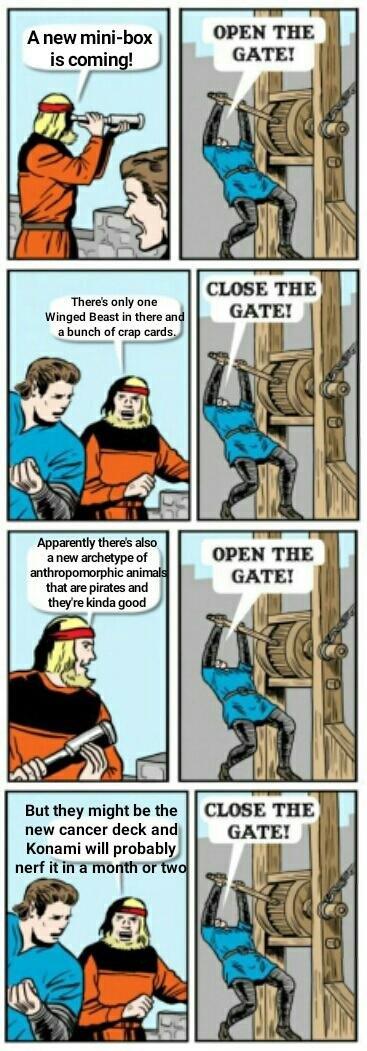 A new mini-box
is coming!
OPEN THE
GATE!
There's only one
Winged Beast in there and
a bunch of crap cards.
CLOSE THE
GATE!
Apparently there's also
a new archetype of
anthropomorphic animals
that are pirates and
they're kinda good
OPEN THE
GATE!
But they might be the
new cancer deck and
Konami will probably
nerf it in a month or two
CLOSE THE
GATE!